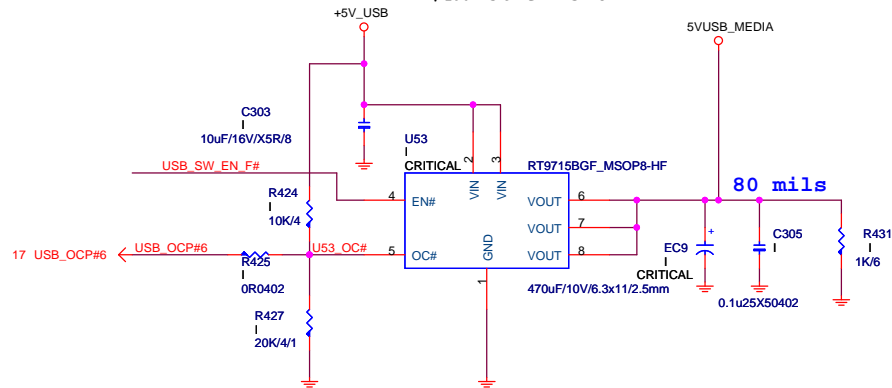 +5V_USB
5VUSB_MEDIA
C303
I
10uF/16V/X5R/8
U53
I
CRITICAL
2
3
RT9715BGF_MSOP8-HF
USB_SW_EN_F#
4
EN#
VIN
VIN
VOUT
6
80 mils
R424
I
10K/4
VOUT
7
GND
17 USB_OCP#6
USB_OCP#6
U53_OC#
5
OC#
VOUT
8
R425
I
0R0402
1
EC9
+
I
CRITICAL
470uF/10V/6.3x11/2.5mm
C305
I
0.1u25X50402
R431
I
1K/6
R427
I
20K/4/1